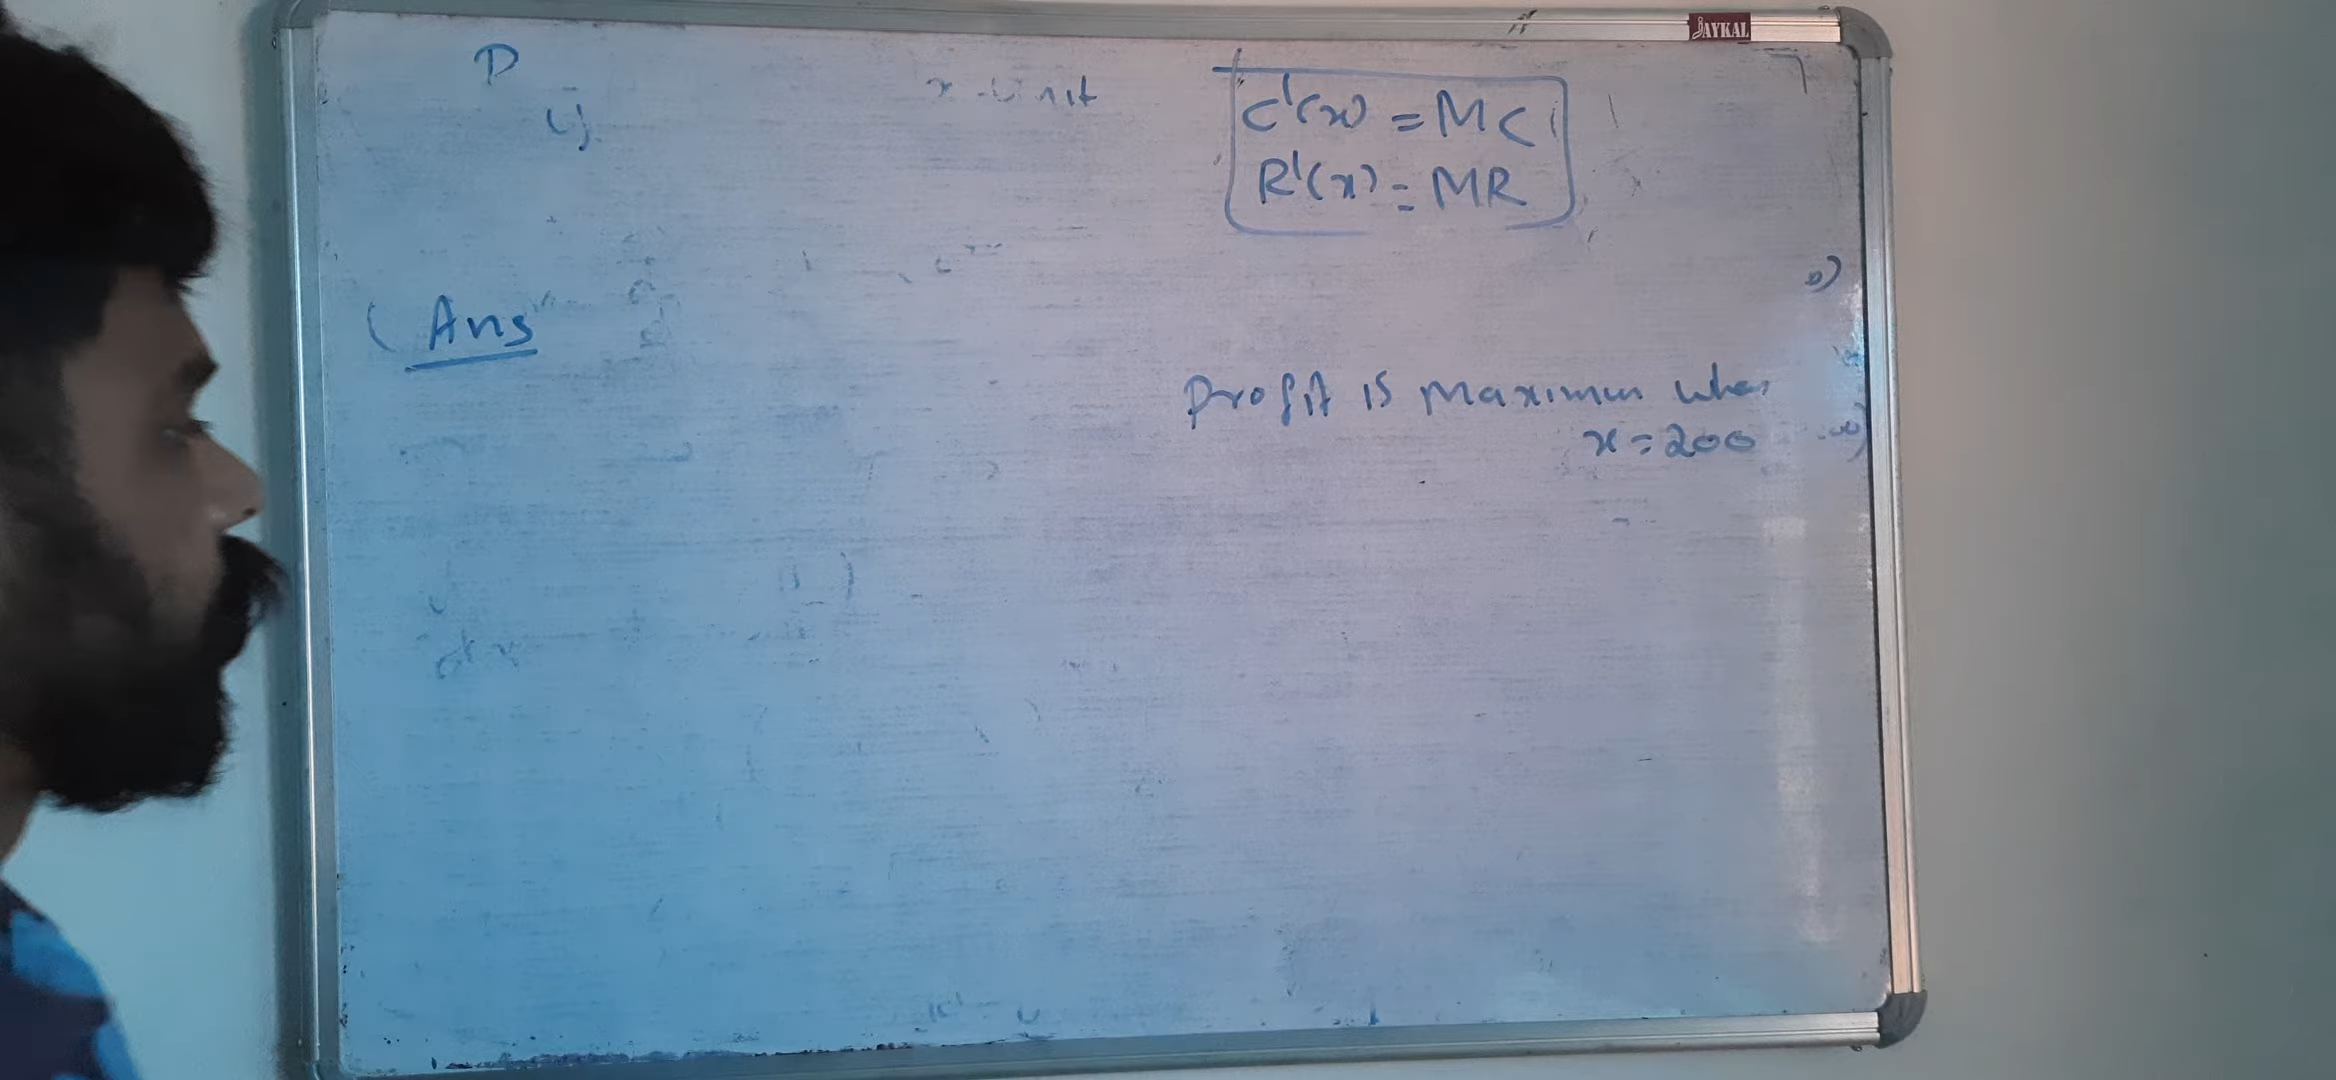 JAYKAL
P
x-Unit
C'(x) = MC
R'(x) = MR
Ans
Profit is maximum when
x = 200